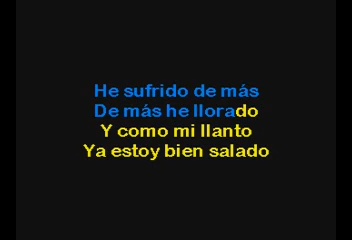 He sufrido de más
De más he llorado
Y como mi llanto
Ya estoy bien salado